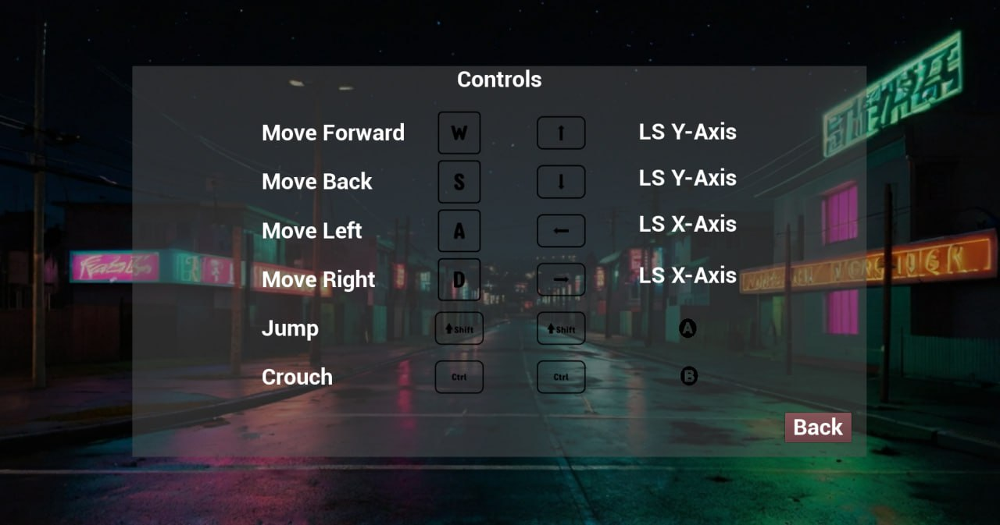 Controls
Move Forward W ↑ LS Y-Axis
Move Back S ↓ LS Y-Axis
Move Left A ← LS X-Axis
Move Right D → LS X-Axis
Jump Shift Shift A
Crouch Ctrl Ctrl B
Back